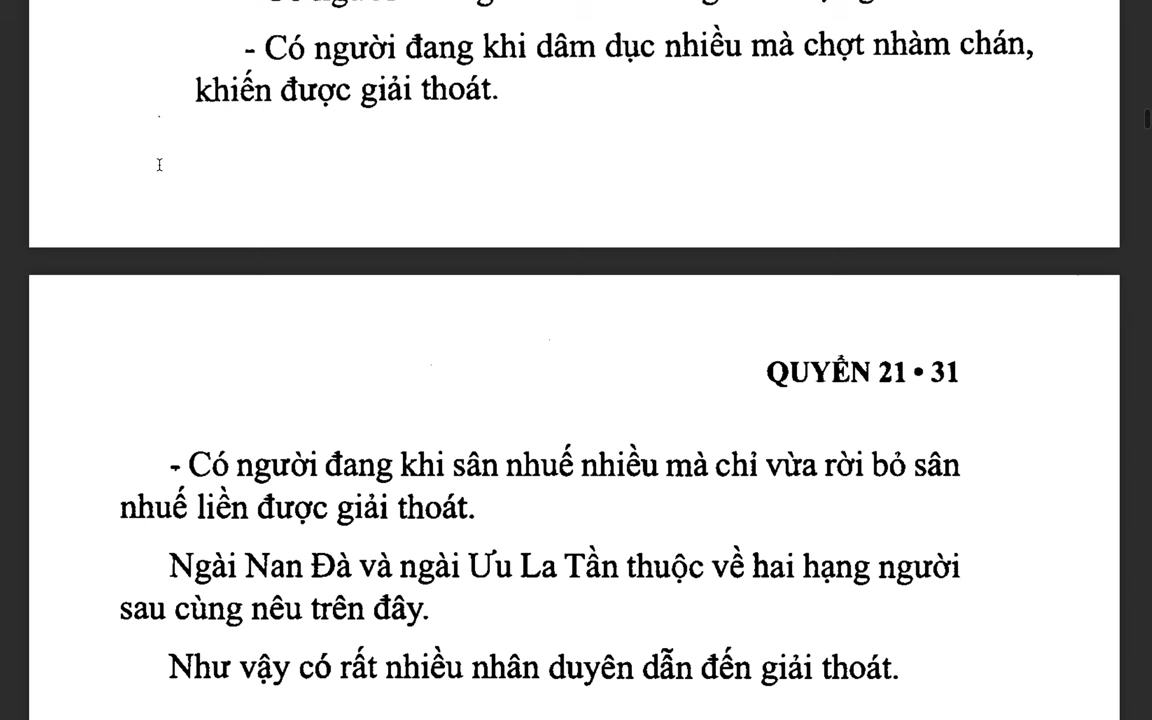 - Có người đang khi dâm dục nhiều mà chợt nhàm chán,
khiến được giải thoát.
QUYỂN 21 • 31
- Có người đang khi sân nhuế nhiều mà chỉ vừa rời bỏ sân
nhuế liền được giải thoát.
Ngài Nan Đà và ngài Ưu La Tần thuộc về hai hạng người
sau cùng nêu trên đây.
Như vậy có rất nhiều nhân duyên dẫn đến giải thoát.